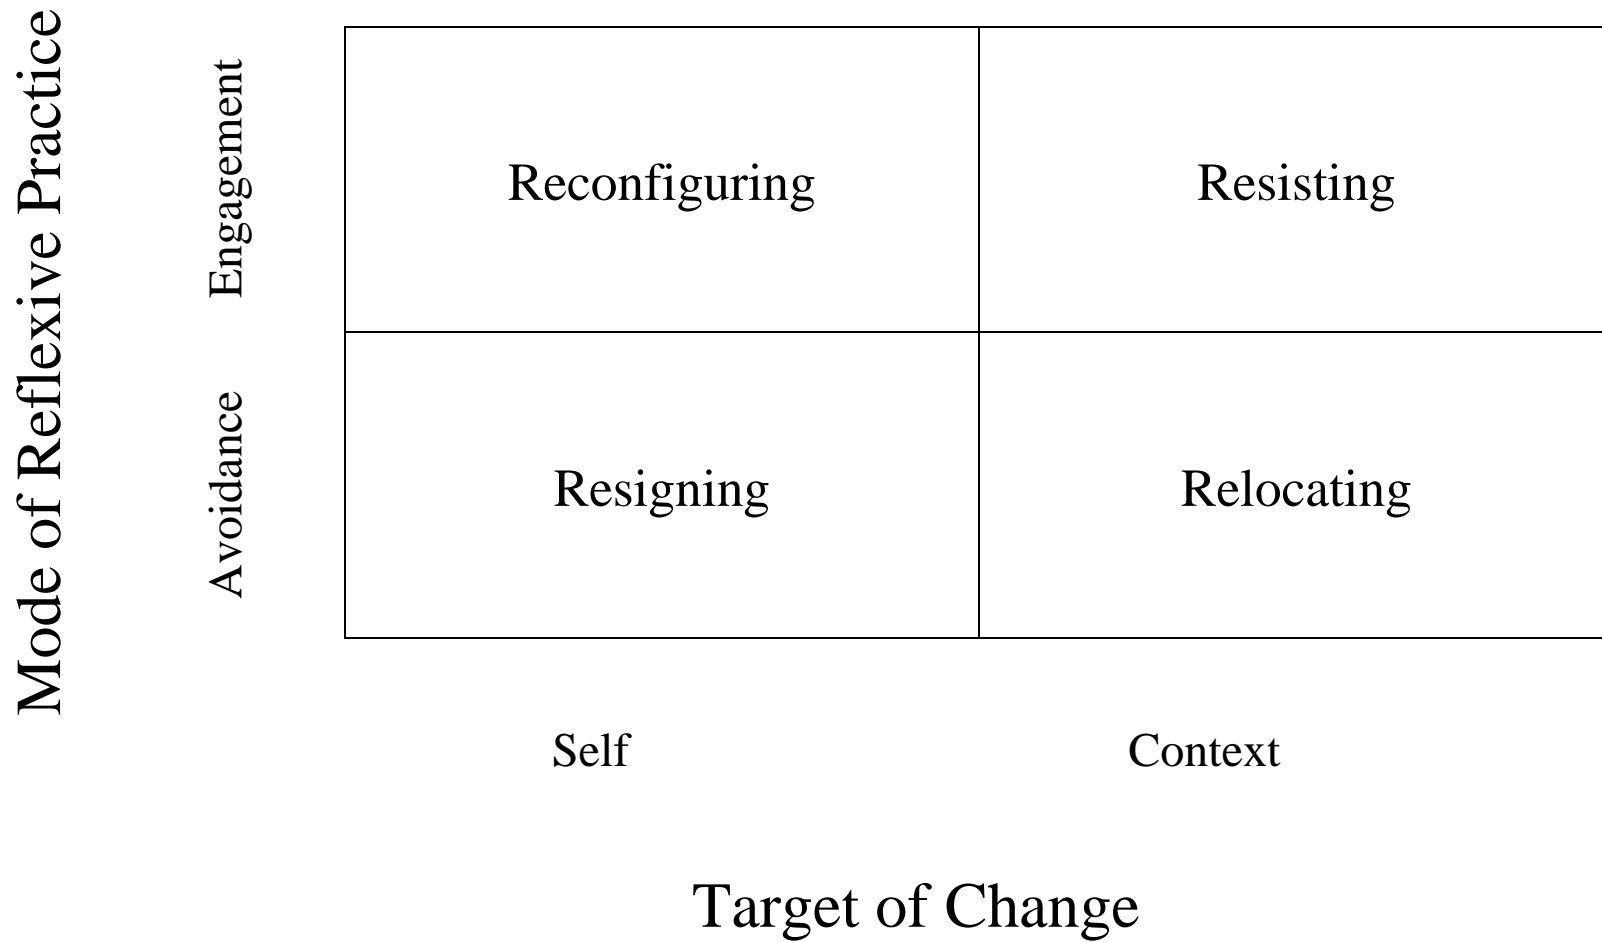 Mode of Reflexive Practice
Engagement
Reconfiguring
Resisting
Avoidance
Resigning
Relocating
Self
Context
Target of Change